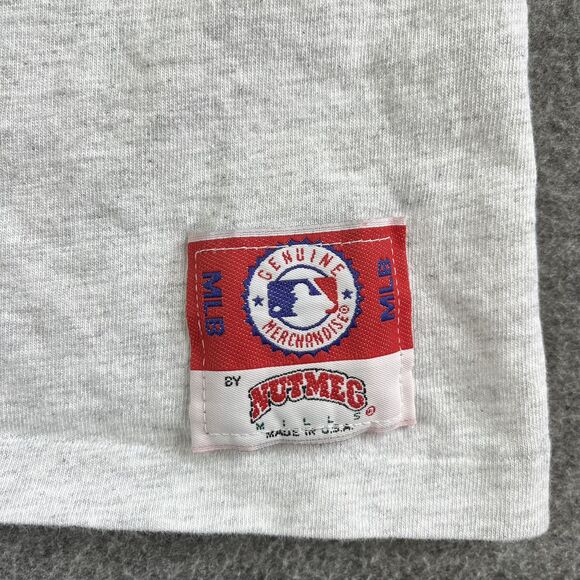 GENUINE
MLB
MLB
MERCHANDISE®
BY
NUTMEG
MILLS®
MADE IN U.S.A.